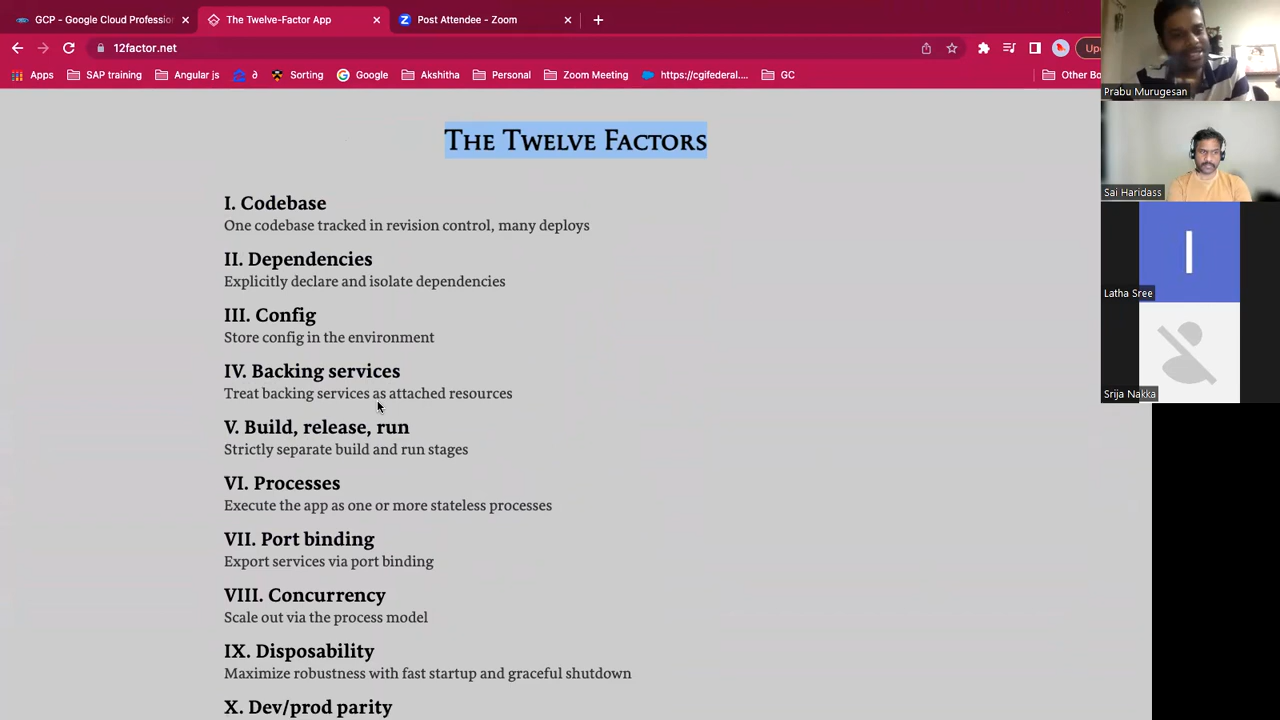 GCP - Google Cloud Profession
The Twelve-Factor App
Post Attendee - Zoom
12factor.net
Apps
SAP training
Angular js
∂
Sorting
Google
Akshitha
Personal
Zoom Meeting
https://cgifederal....
GC
THE TWELVE FACTORS
I. Codebase
One codebase tracked in revision control, many deploys
II. Dependencies
Explicitly declare and isolate dependencies
III. Config
Store config in the environment
IV. Backing services
Treat backing services as attached resources
V. Build, release, run
Strictly separate build and run stages
VI. Processes
Execute the app as one or more stateless processes
VII. Port binding
Export services via port binding
VIII. Concurrency
Scale out via the process model
IX. Disposability
Maximize robustness with fast startup and graceful shutdown
X. Dev/prod parity
Prabu Murugesan
Sai Haridass
I
Latha Sree
Srija Nakka